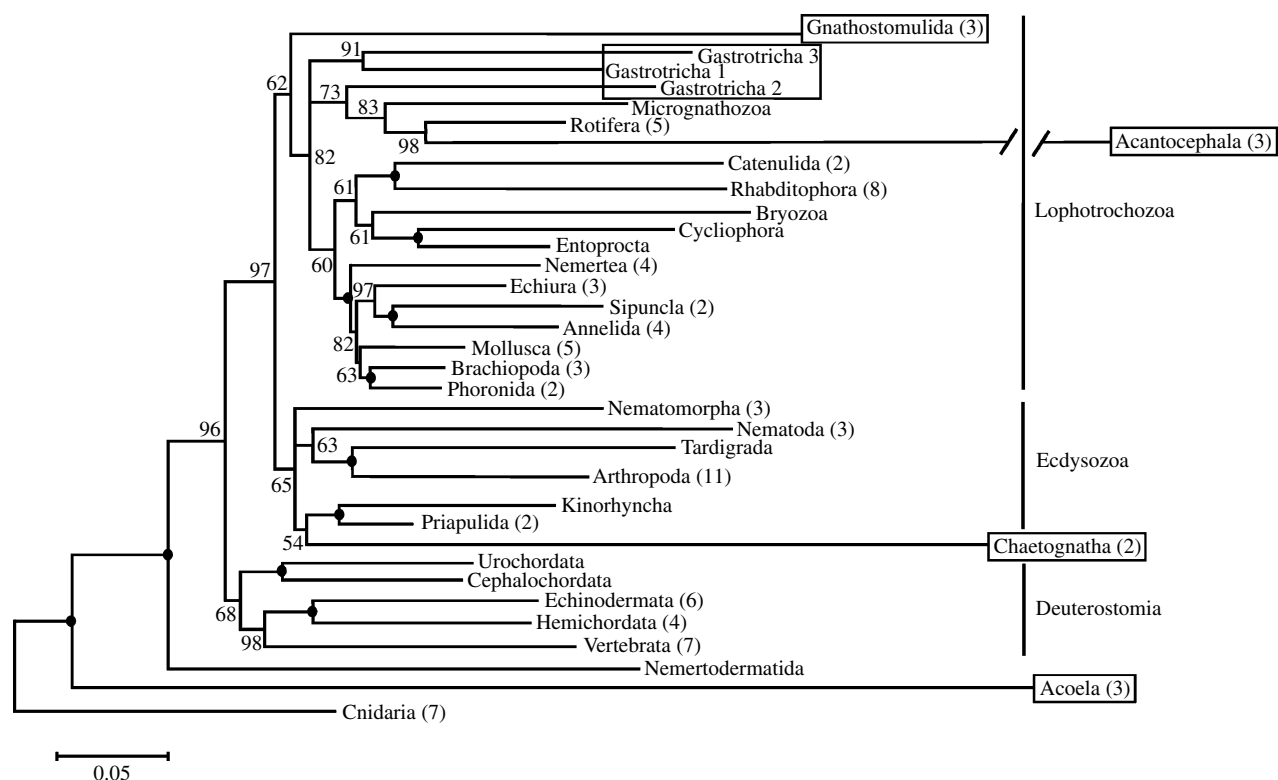 Gnathostomulida (3)
91
Gastrotricha 3
Gastrotricha 1
62
73
Gastrotricha 2
83
Micrognathozoa
Rotifera (5)
98
Acantocephala (3)
82
Catenulida (2)
61
Rhabditophora (8)
Lophotrochozoa
Bryozoa
61
Cycliophora
Entoprocta
60
Nemertea (4)
97
97
Echiura (3)
Sipuncla (2)
Annelida (4)
82
Mollusca (5)
63
Brachiopoda (3)
Phoronida (2)
Nematomorpha (3)
96
Nematoda (3)
63
Tardigrada
Ecdysozoa
65
Arthropoda (11)
Kinorhyncha
Priapulida (2)
54
Chaetognatha (2)
Urochordata
Cephalochordata
68
Echinodermata (6)
Deuterostomia
Hemichordata (4)
98
Vertebrata (7)
Nemertodermatida
Acoela (3)
Cnidaria (7)
0.05